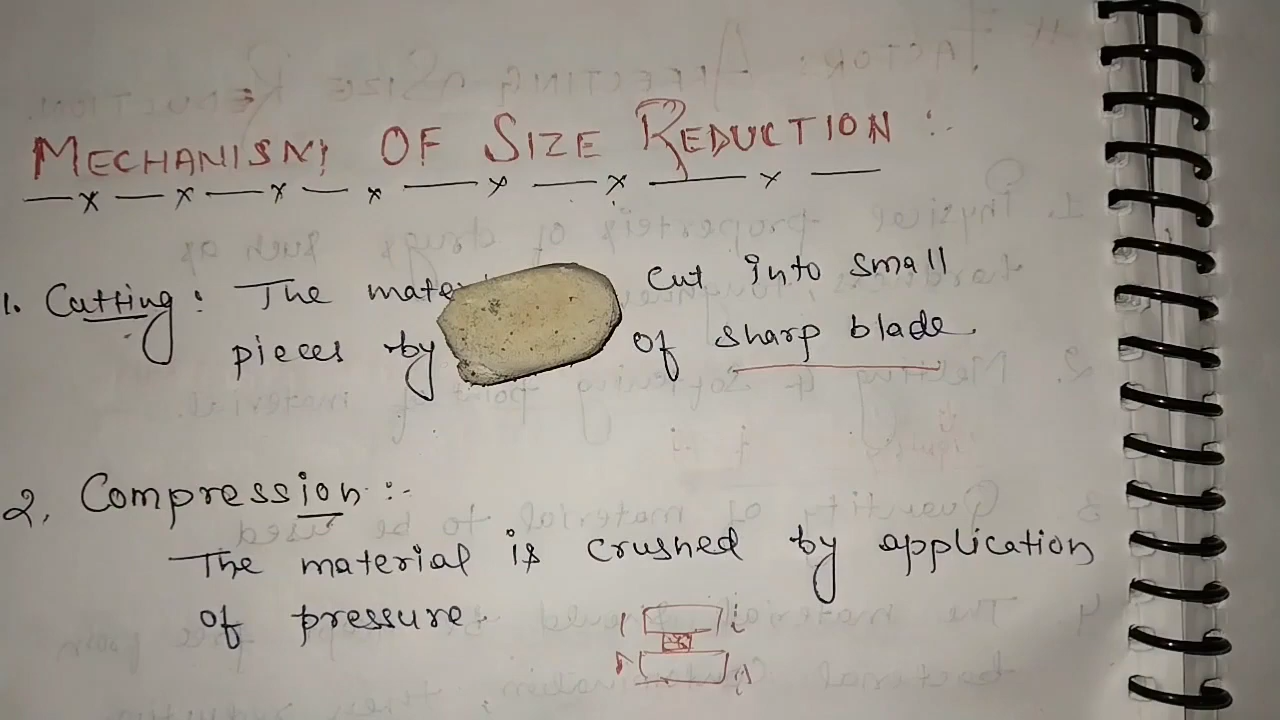 MECHANISM OF SIZE REDUCTION :-
1. Cutting : The mate cut into small
pieces by of sharp blade
2. Compression :-
The material is crushed by application
of pressure.